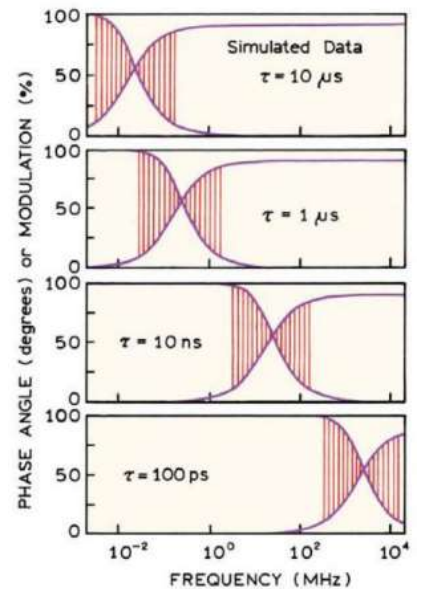 PHASE ANGLE (degrees) or MODULATION (%)
100
50
0
Simulated Data
τ = 10 μs
100
50
0
τ = 1 μs
100
50
0
τ = 10 ns
100
50
0
τ = 100 ps
10⁻² 10⁰ 10² 10⁴
FREQUENCY (MHz)